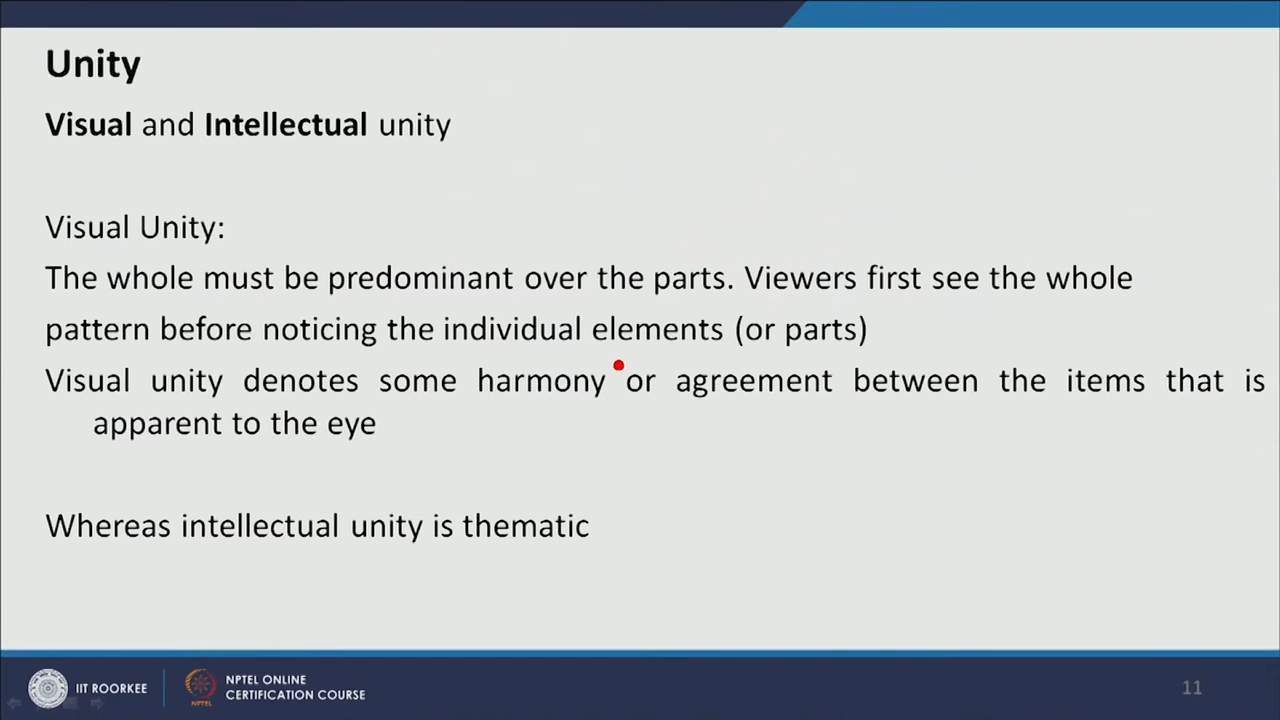 Unity
Visual and Intellectual unity
Visual Unity:
The whole must be predominant over the parts. Viewers first see the whole
pattern before noticing the individual elements (or parts)
Visual unity denotes some harmony or agreement between the items that is
apparent to the eye
Whereas intellectual unity is thematic
IIT ROORKEE
NPTEL
NPTEL ONLINE
CERTIFICATION COURSE
11